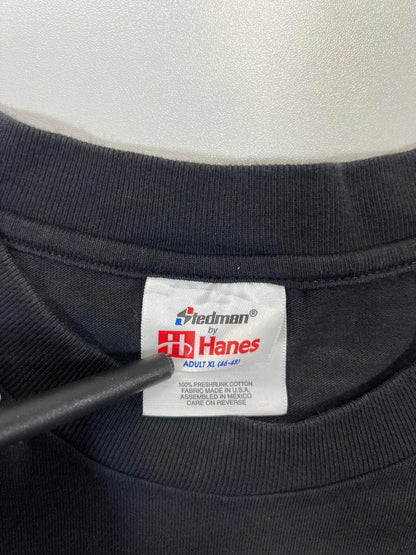 Stedman®
by
Hanes
ADULT XL (46-48)
100% PRESHRUNK COTTON
FABRIC MADE IN U.S.A.
ASSEMBLED IN MEXICO
CARE ON REVERSE